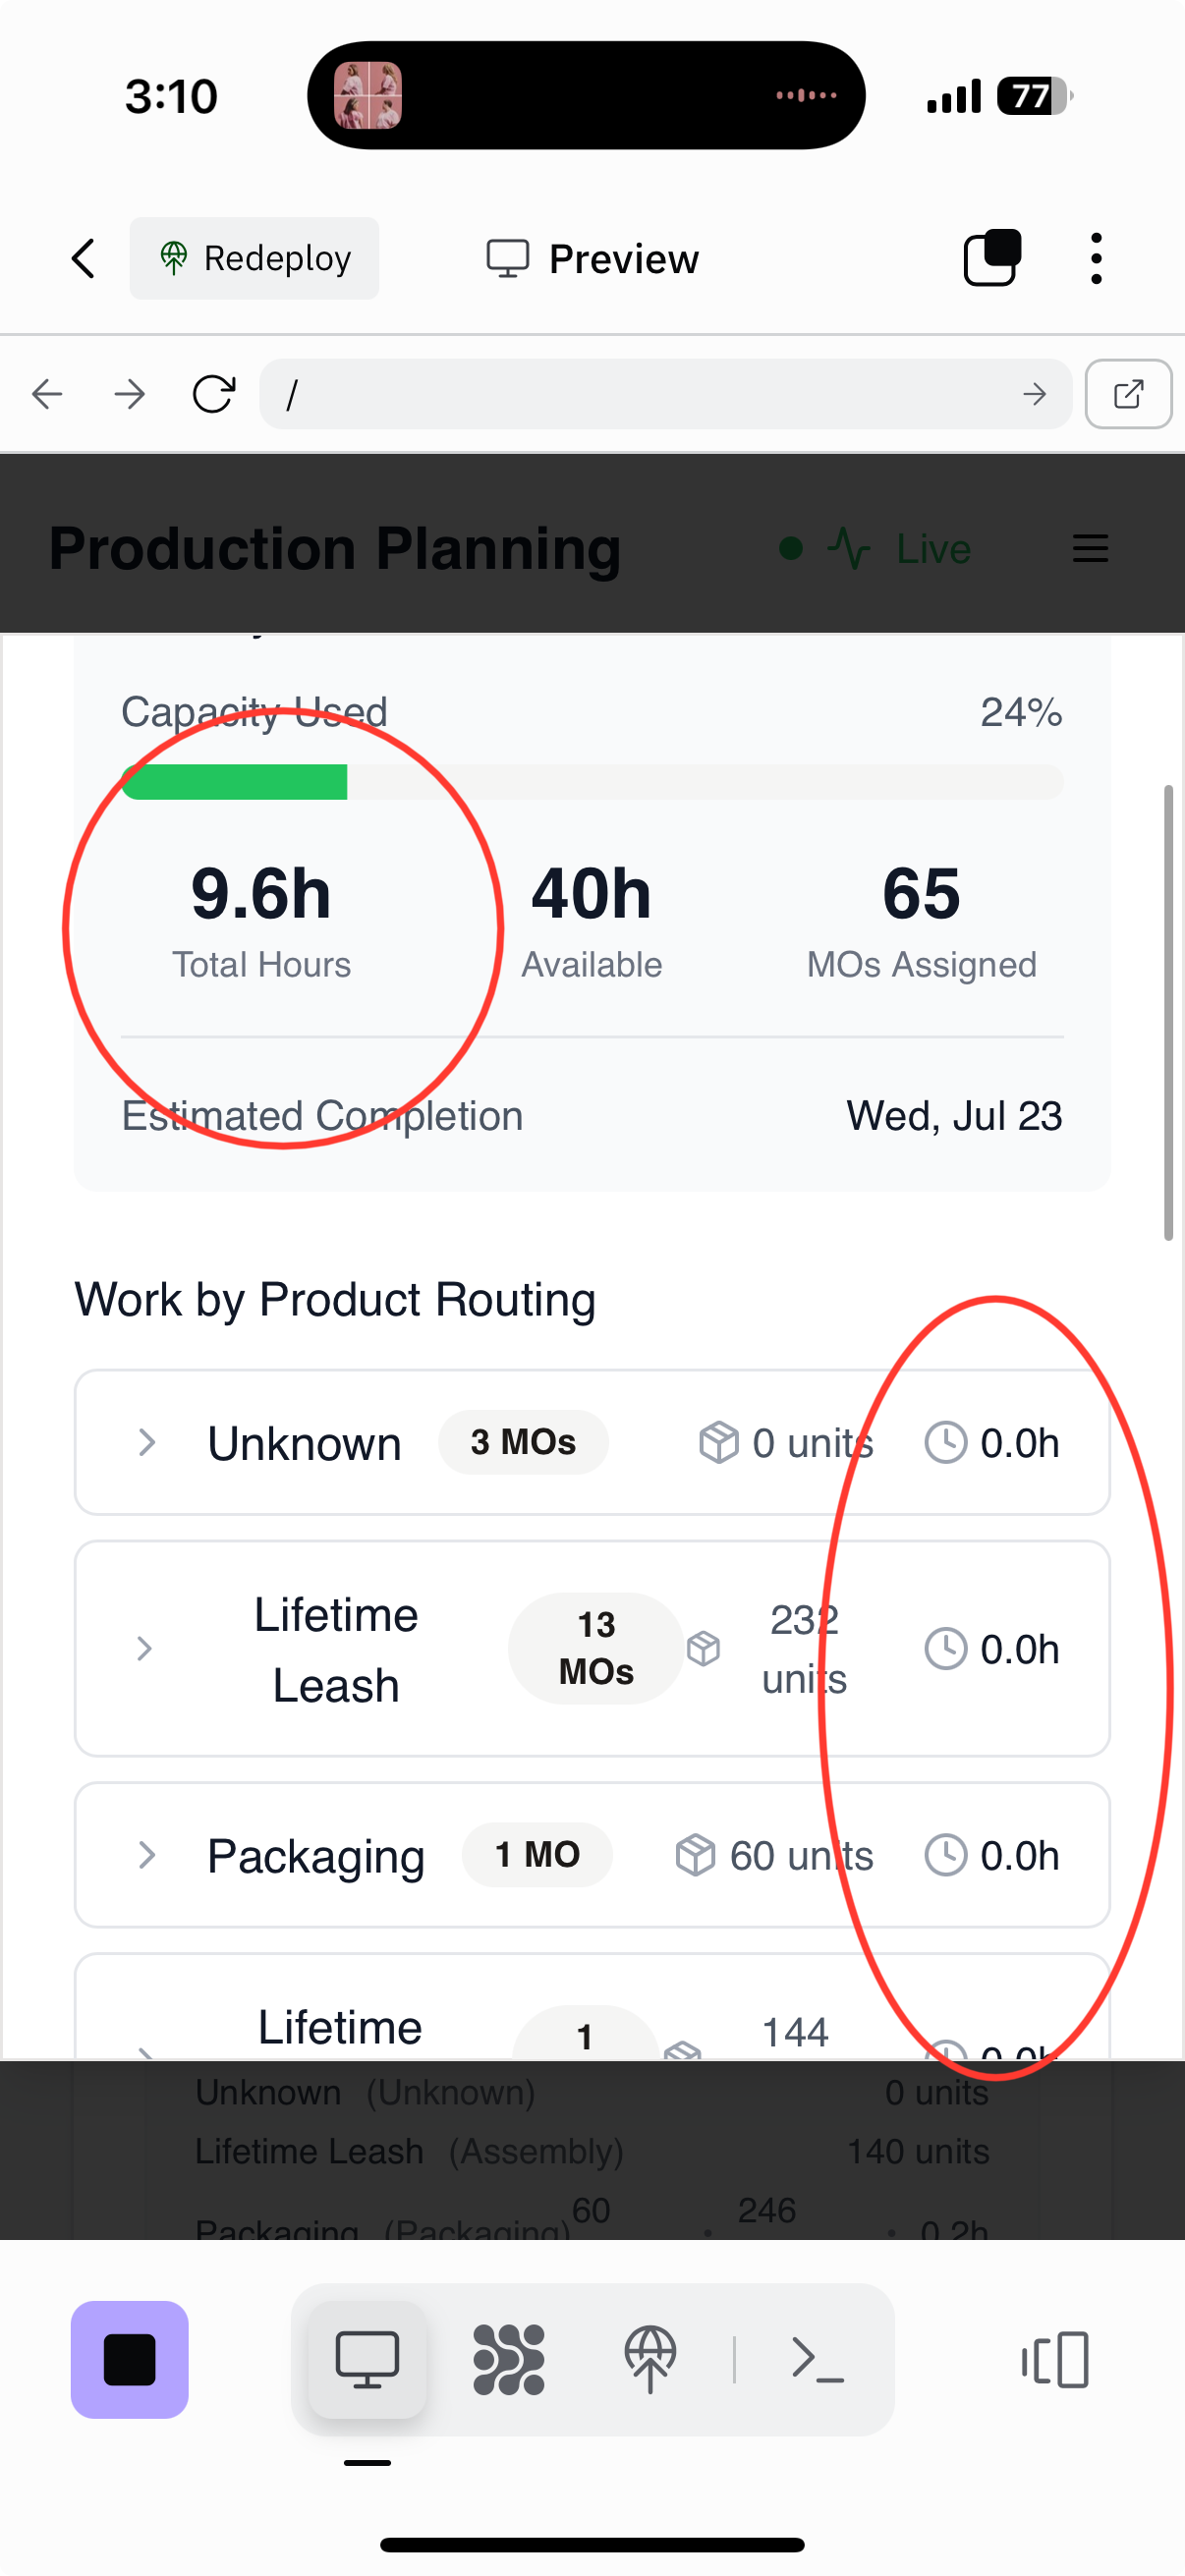 3:10
77
Redeploy
Preview
/
Production Planning
Live
Capacity Used
24%
9.6h
40h
65
Total Hours
Available
MOs Assigned
Estimated Completion
Wed, Jul 23
Work by Product Routing
Unknown
3 MOs
0 units
0.0h
Lifetime
Leash
13
MOs
232
units
0.0h
Packaging
1 MO
60 units
0.0h
Lifetime
1
144
0.0h
Unknown (Unknown)
0 units
Lifetime Leash (Assembly)
140 units
Packaging (Packaging)
60
•
246
•
0.2h